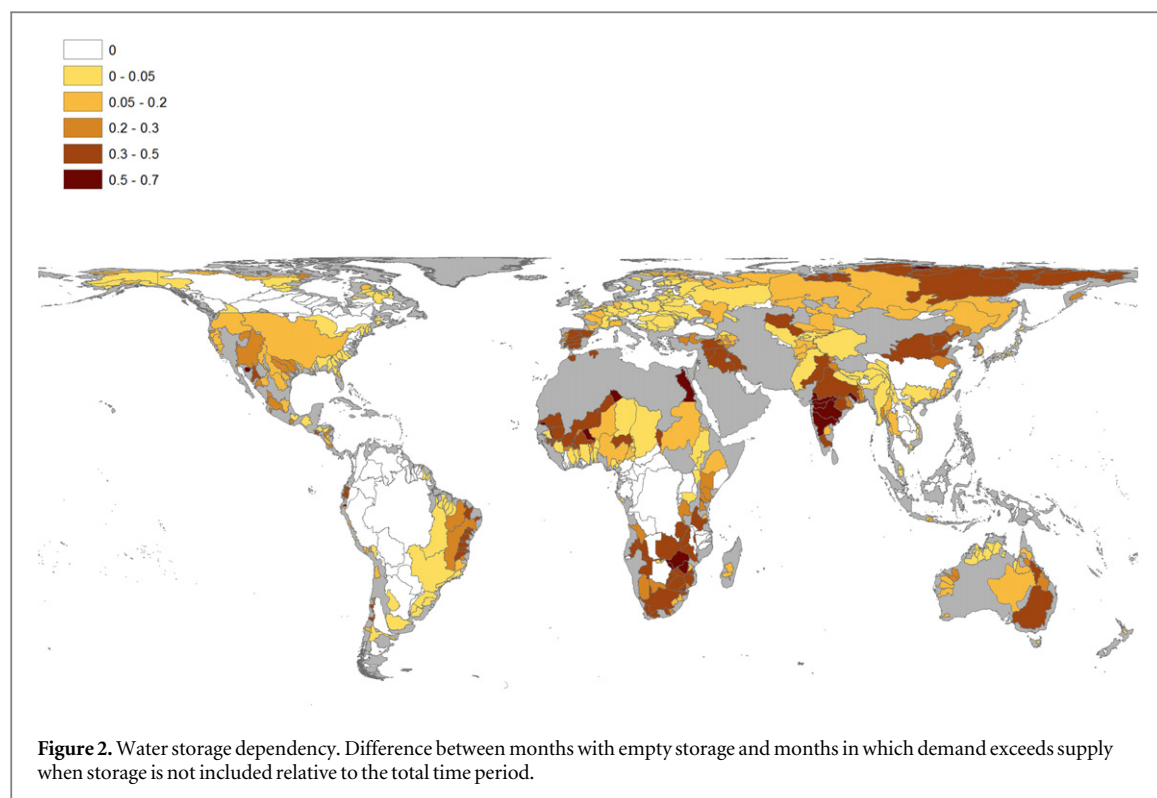 0
0 - 0.05
0.05 - 0.2
0.2 - 0.3
0.3 - 0.5
0.5 - 0.7
Figure 2. Water storage dependency. Difference between months with empty storage and months in which demand exceeds supply
when storage is not included relative to the total time period.